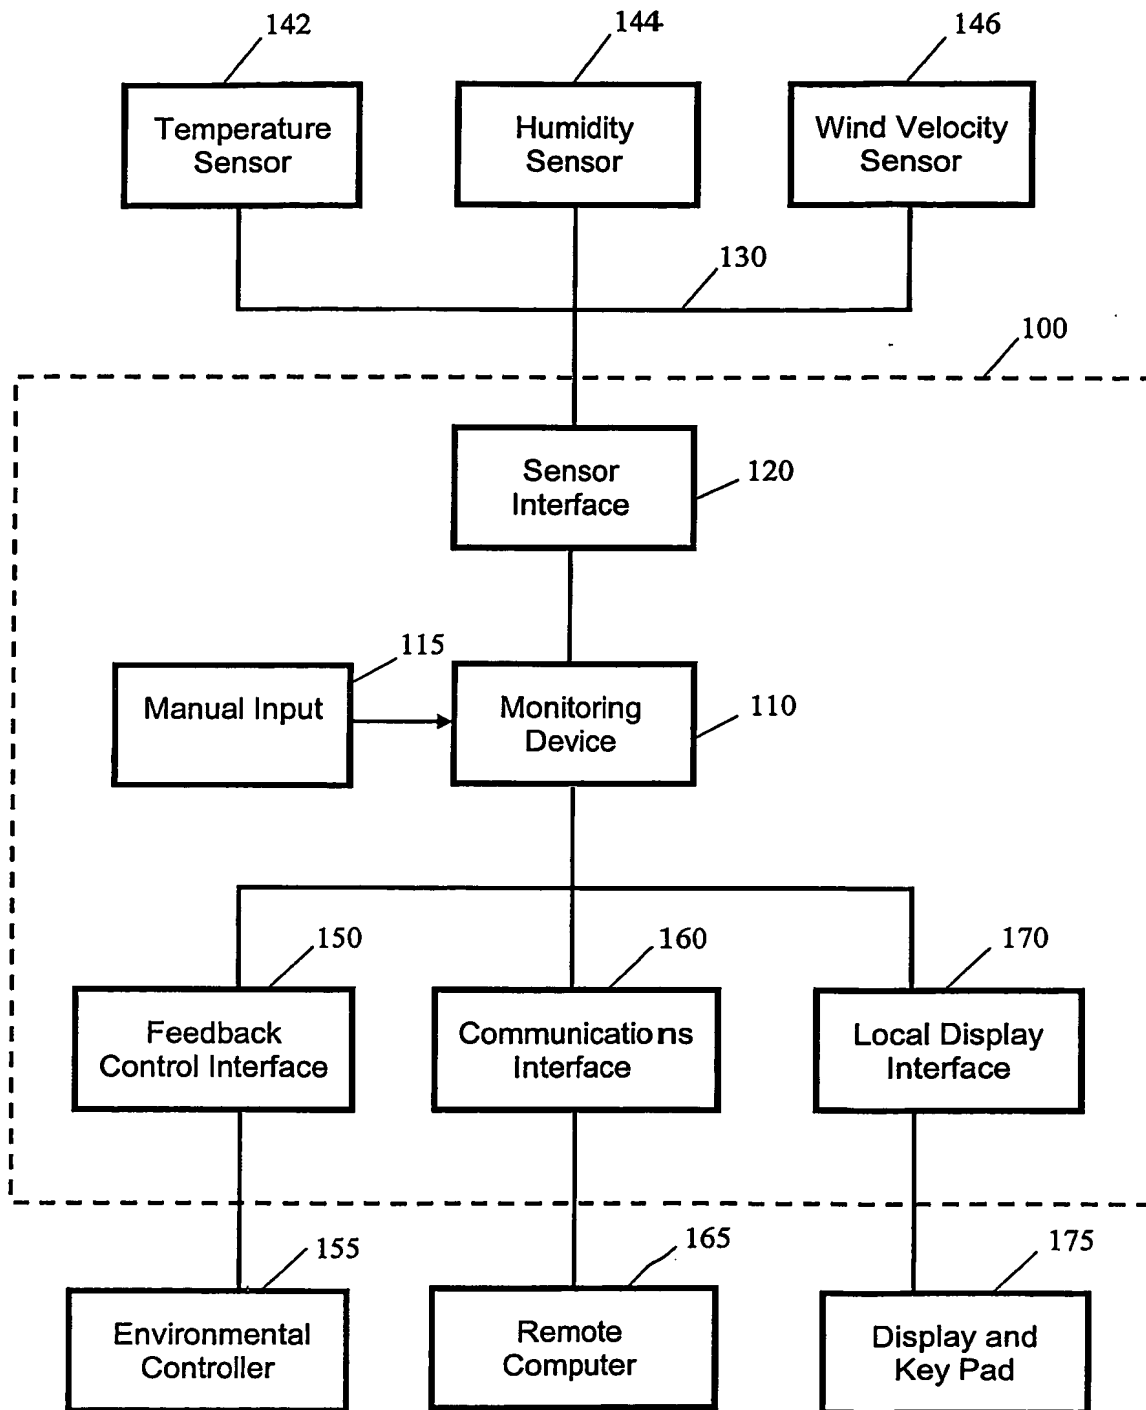 142
144
146
Temperature
Sensor
Humidity
Sensor
Wind Velocity
Sensor
130
100
Sensor
Interface
120
115
Manual Input
Monitoring
Device
110
150
160
170
Feedback
Control Interface
Communications
Interface
Local Display
Interface
155
165
175
Environmental
Controller
Remote
Computer
Display and
Key Pad